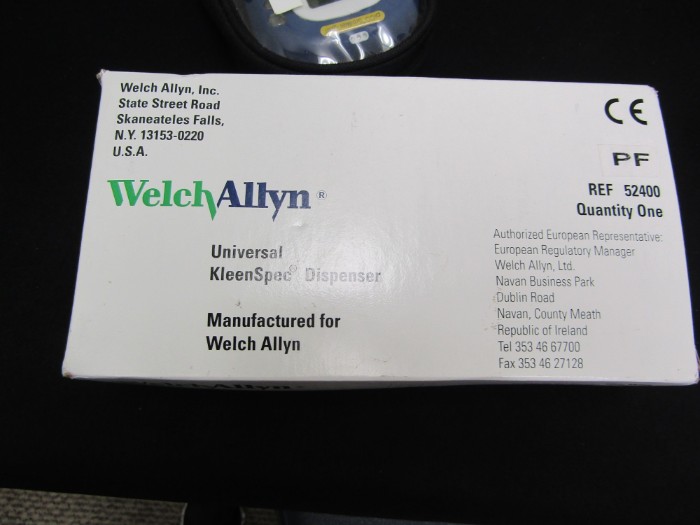 Welch Allyn, Inc.
State Street Road
Skaneateles Falls,
N.Y. 13153-0220
U.S.A.
CE
PF
REF 52400
Quantity One
WelchAllyn®
Universal
KleenSpec® Dispenser
Manufactured for
Welch Allyn
Authorized European Representative:
European Regulatory Manager
Welch Allyn, Ltd.
Navan Business Park
Dublin Road
Navan, County Meath
Republic of Ireland
Tel 353 46 67700
Fax 353 46 27128